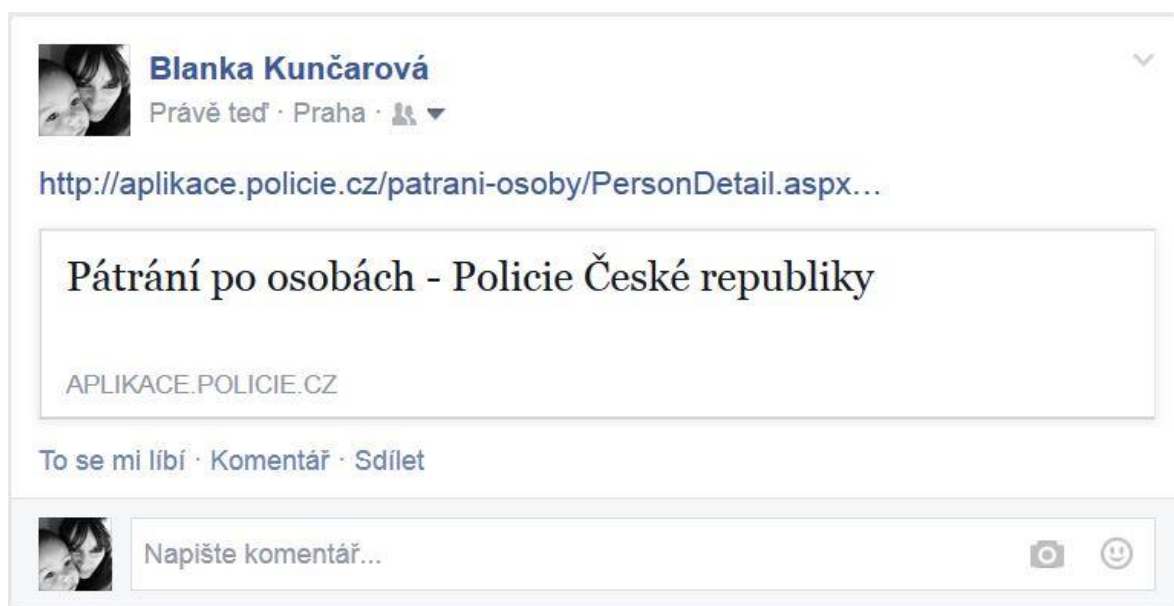 Blanka Kunčarová
Právě teď · Praha ·
http://aplikace.policie.cz/patrani-osoby/PersonDetail.aspx…
Pátrání po osobách - Policie České republiky
APLIKACE.POLICIE.CZ
To se mi líbí · Komentář · Sdílet
Napište komentář...